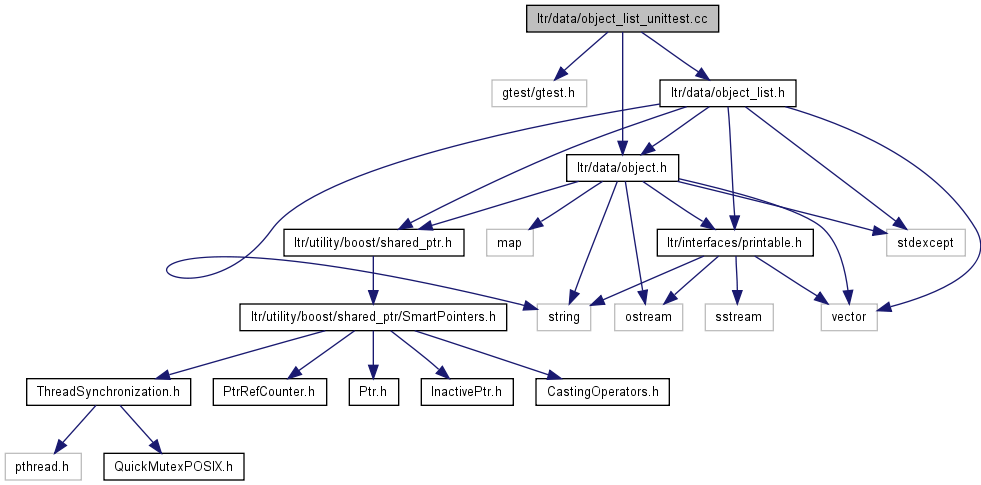 ltr/data/object_list_unittest.cc
gtest/gtest.h
ltr/data/object_list.h
ltr/data/object.h
ltr/utility/boost/shared_ptr.h
map
ltr/interfaces/printable.h
stdexcept
ltr/utility/boost/shared_ptr/SmartPointers.h
string
ostream
sstream
vector
ThreadSynchronization.h
PtrRefCounter.h
Ptr.h
InactivePtr.h
CastingOperators.h
pthread.h
QuickMutexPOSIX.h